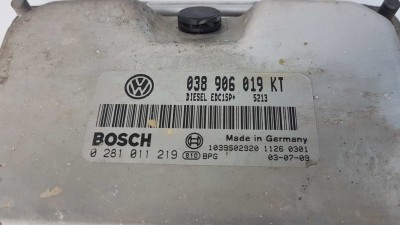 038 906 019 KT
DIESEL EDC15P+ 5213
BOSCH
Made in Germany
1039S02920 1126 0301
0 281 011 219 010 BPG 03-07-09